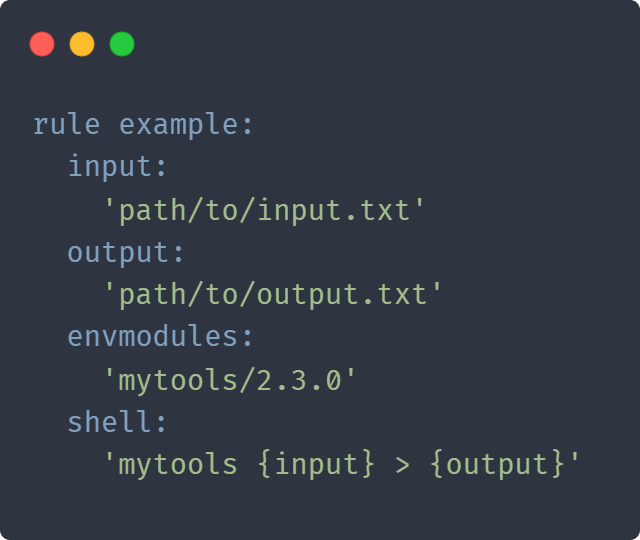 rule example:
  input:
    'path/to/input.txt'
  output:
    'path/to/output.txt'
  envmodules:
    'mytools/2.3.0'
  shell:
    'mytools {input} > {output}'